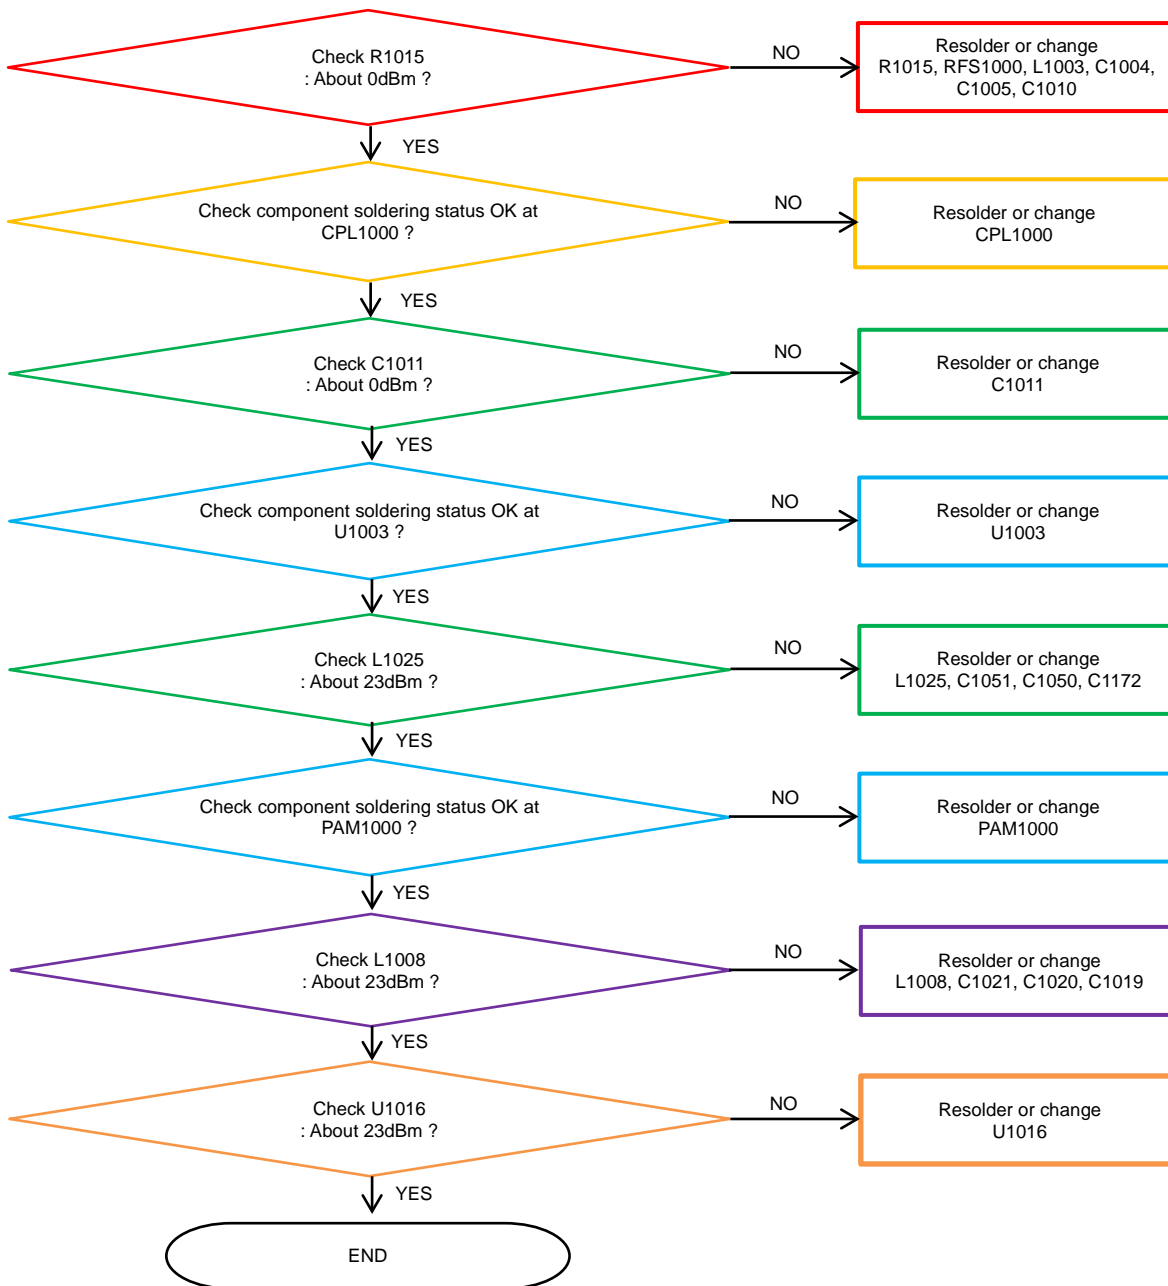 Check R1015
: About 0dBm ?
NO
Resolder or change
R1015, RFS1000, L1003, C1004,
C1005, C1010
YES
Check component soldering status OK at
CPL1000 ?
NO
Resolder or change
CPL1000
YES
Check C1011
: About 0dBm ?
NO
Resolder or change
C1011
YES
Check component soldering status OK at
U1003 ?
NO
Resolder or change
U1003
YES
Check L1025
: About 23dBm ?
NO
Resolder or change
L1025, C1051, C1050, C1172
YES
Check component soldering status OK at
PAM1000 ?
NO
Resolder or change
PAM1000
YES
Check L1008
: About 23dBm ?
NO
Resolder or change
L1008, C1021, C1020, C1019
YES
Check U1016
: About 23dBm ?
NO
Resolder or change
U1016
YES
END